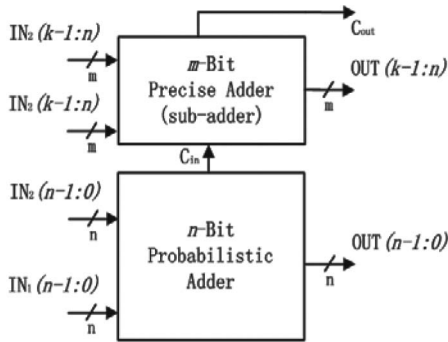 IN₂(k-1:n)
m
IN₂(k-1:n)
m
m-Bit
Precise Adder
(sub-adder)
Cout
OUT(k-1:n)
m
Cin
IN₂(n-1:0)
n
IN₁(n-1:0)
n
n-Bit
Probabilistic
Adder
OUT(n-1:0)
n